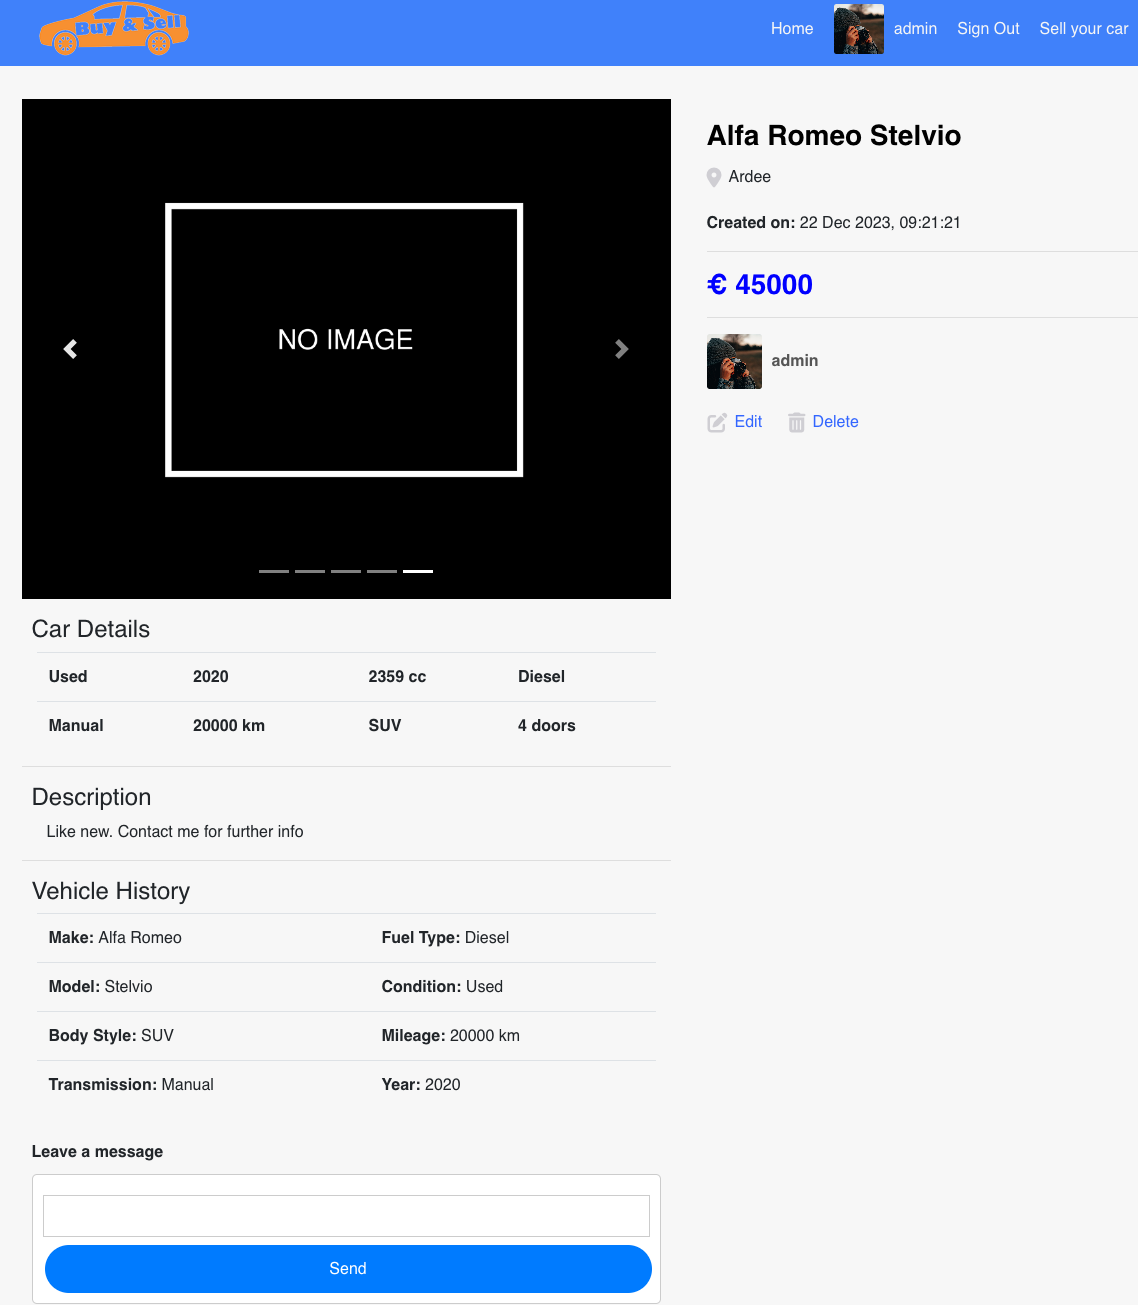 Buy & Sell
Home admin Sign Out Sell your car
NO IMAGE
Alfa Romeo Stelvio
Ardee
Created on: 22 Dec 2023, 09:21:21
€ 45000
admin
Edit Delete
Car Details
Used 2020 2359 cc Diesel
Manual 20000 km SUV 4 doors
Description
Like new. Contact me for further info
Vehicle History
Make: Alfa Romeo Fuel Type: Diesel
Model: Stelvio Condition: Used
Body Style: SUV Mileage: 20000 km
Transmission: Manual Year: 2020
Leave a message
Send